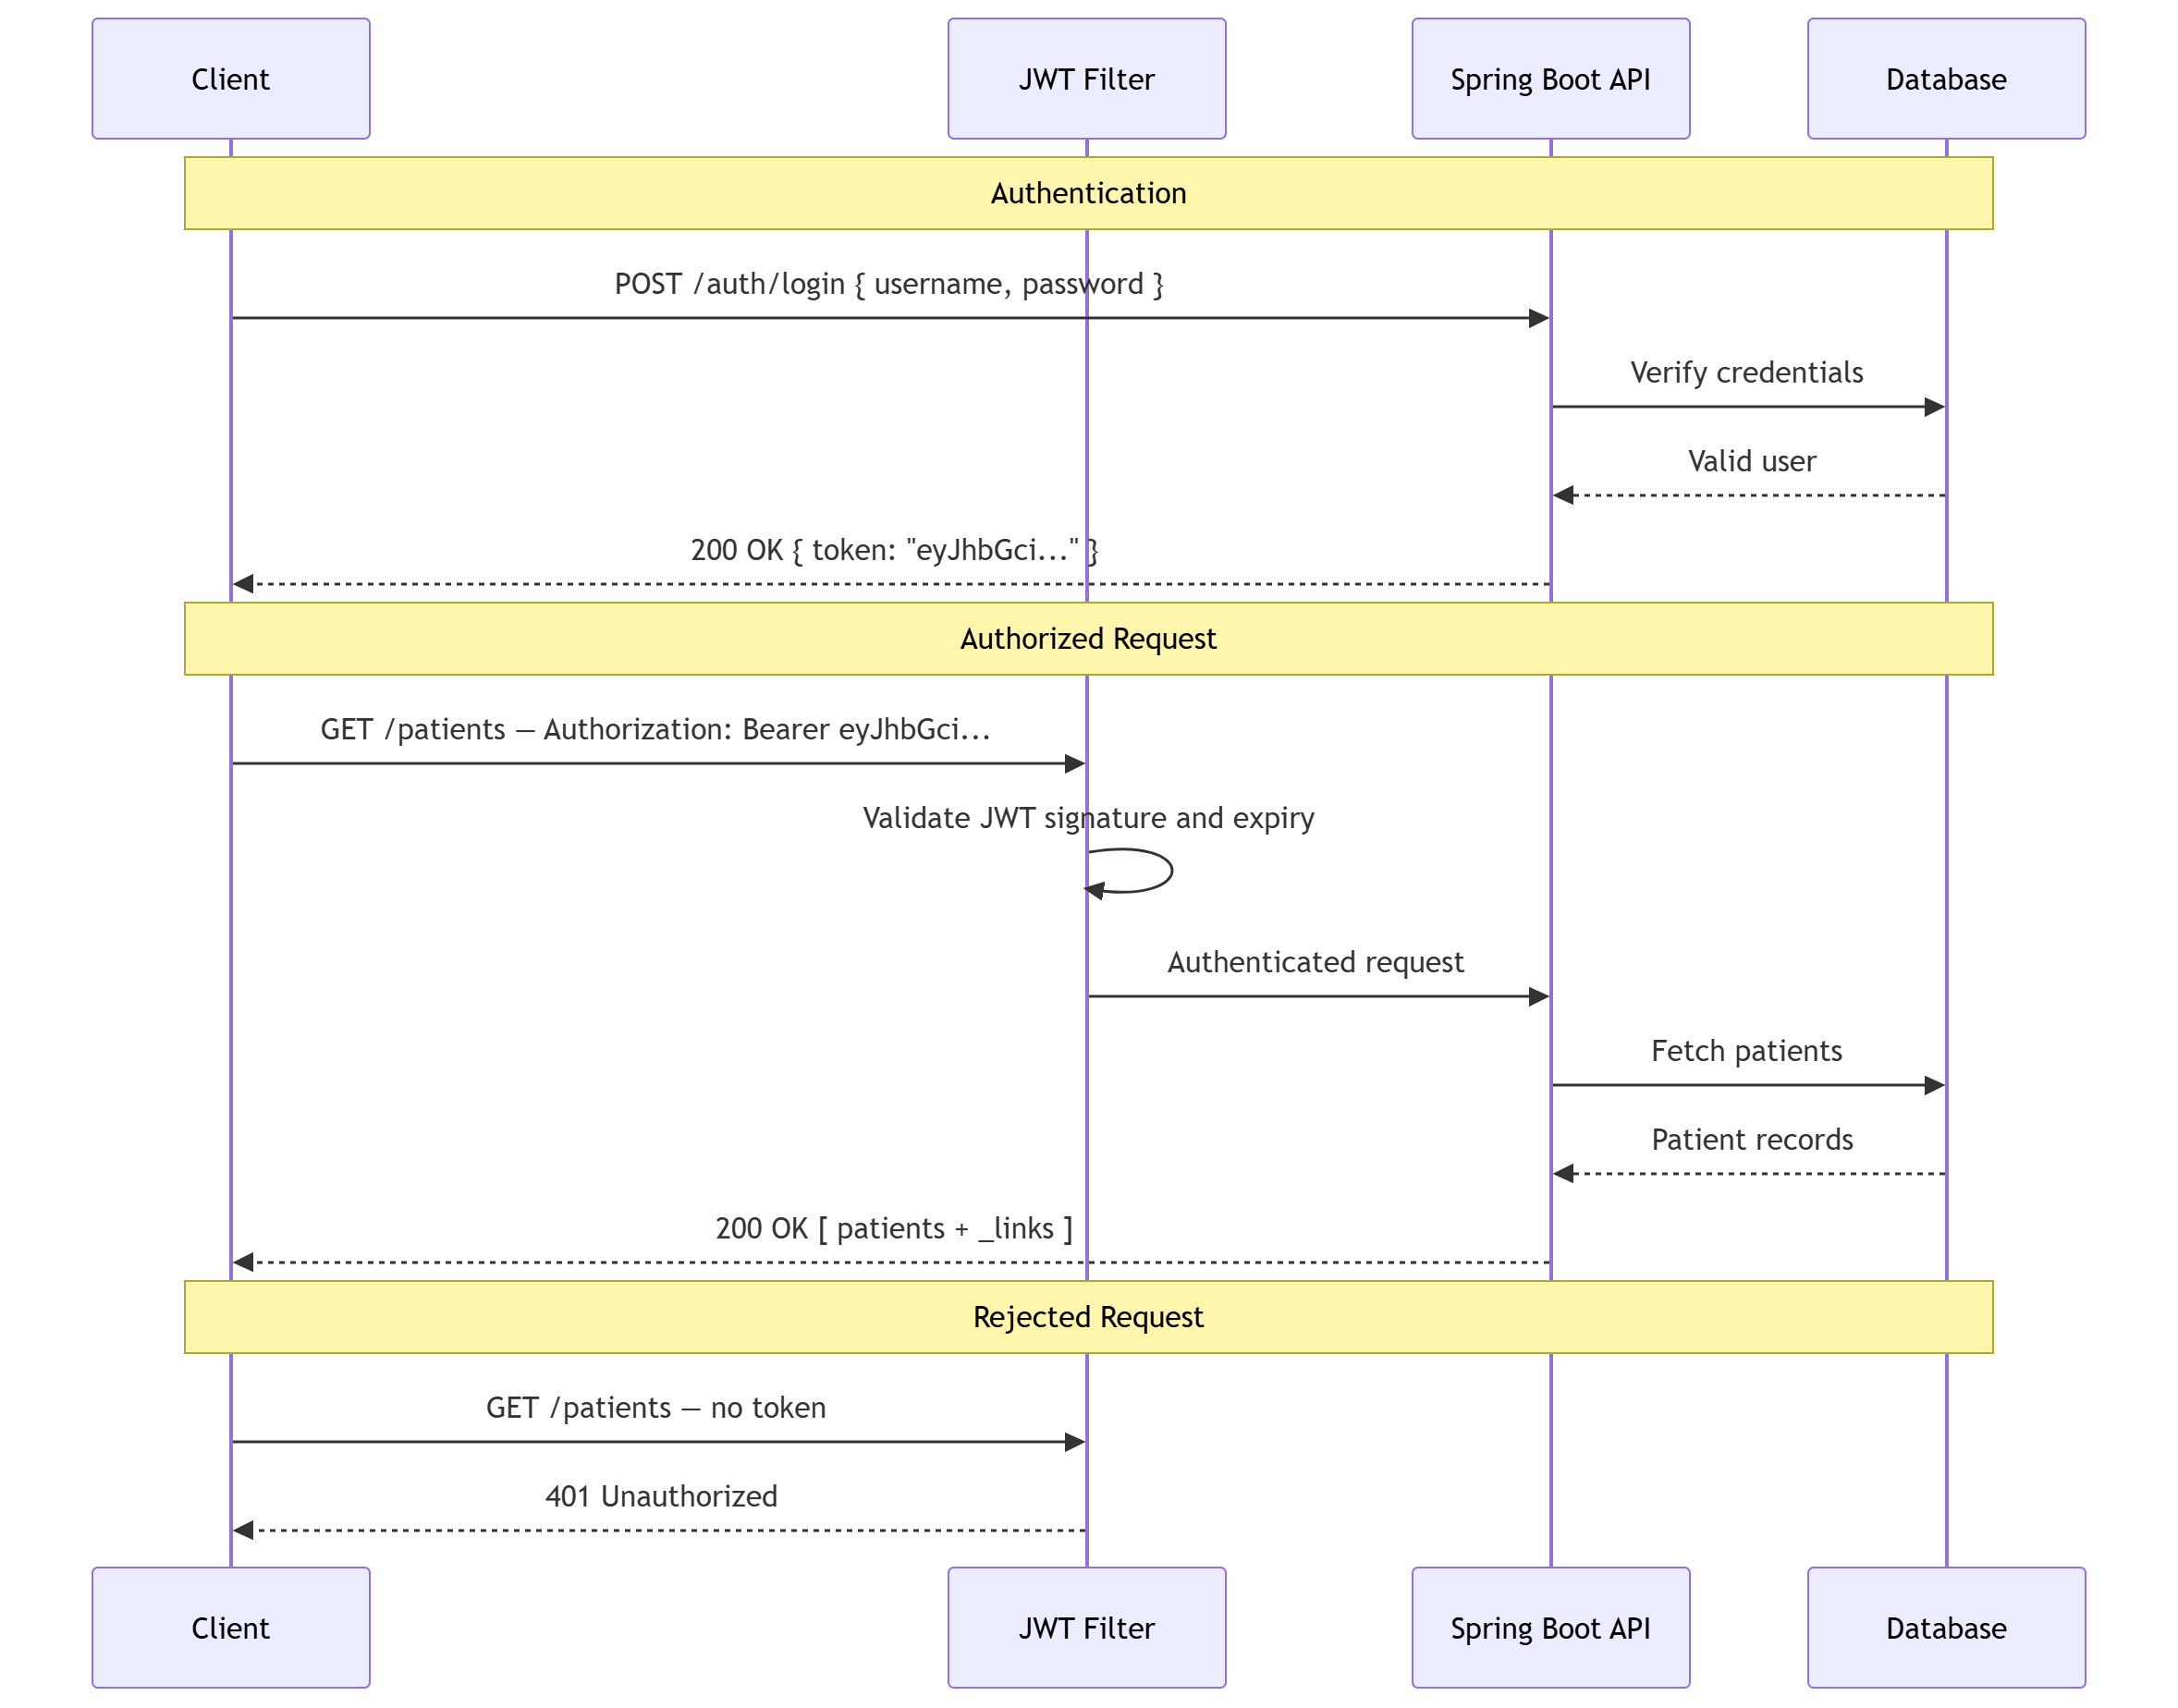 Client
JWT Filter
Spring Boot API
Database
Authentication
POST /auth/login { username, password }
Verify credentials
Valid user
200 OK { token: "eyJhbGci..." }
Authorized Request
GET /patients — Authorization: Bearer eyJhbGci...
Validate JWT signature and expiry
Authenticated request
Fetch patients
Patient records
200 OK [ patients + _links ]
Rejected Request
GET /patients — no token
401 Unauthorized
Client
JWT Filter
Spring Boot API
Database